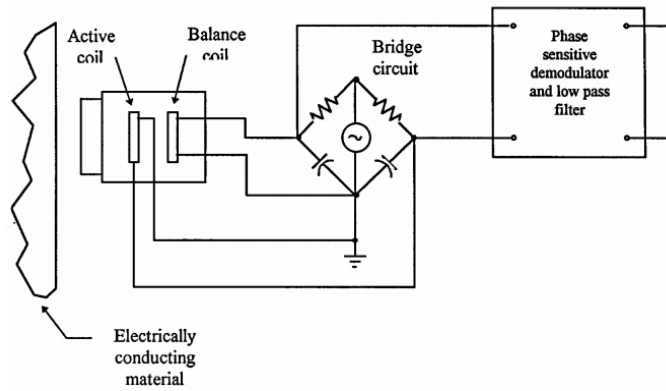 Active
coil
Balance
coil
Bridge
circuit
Phase
sensitive
demodulator
and low pass
filter
Electrically
conducting
material